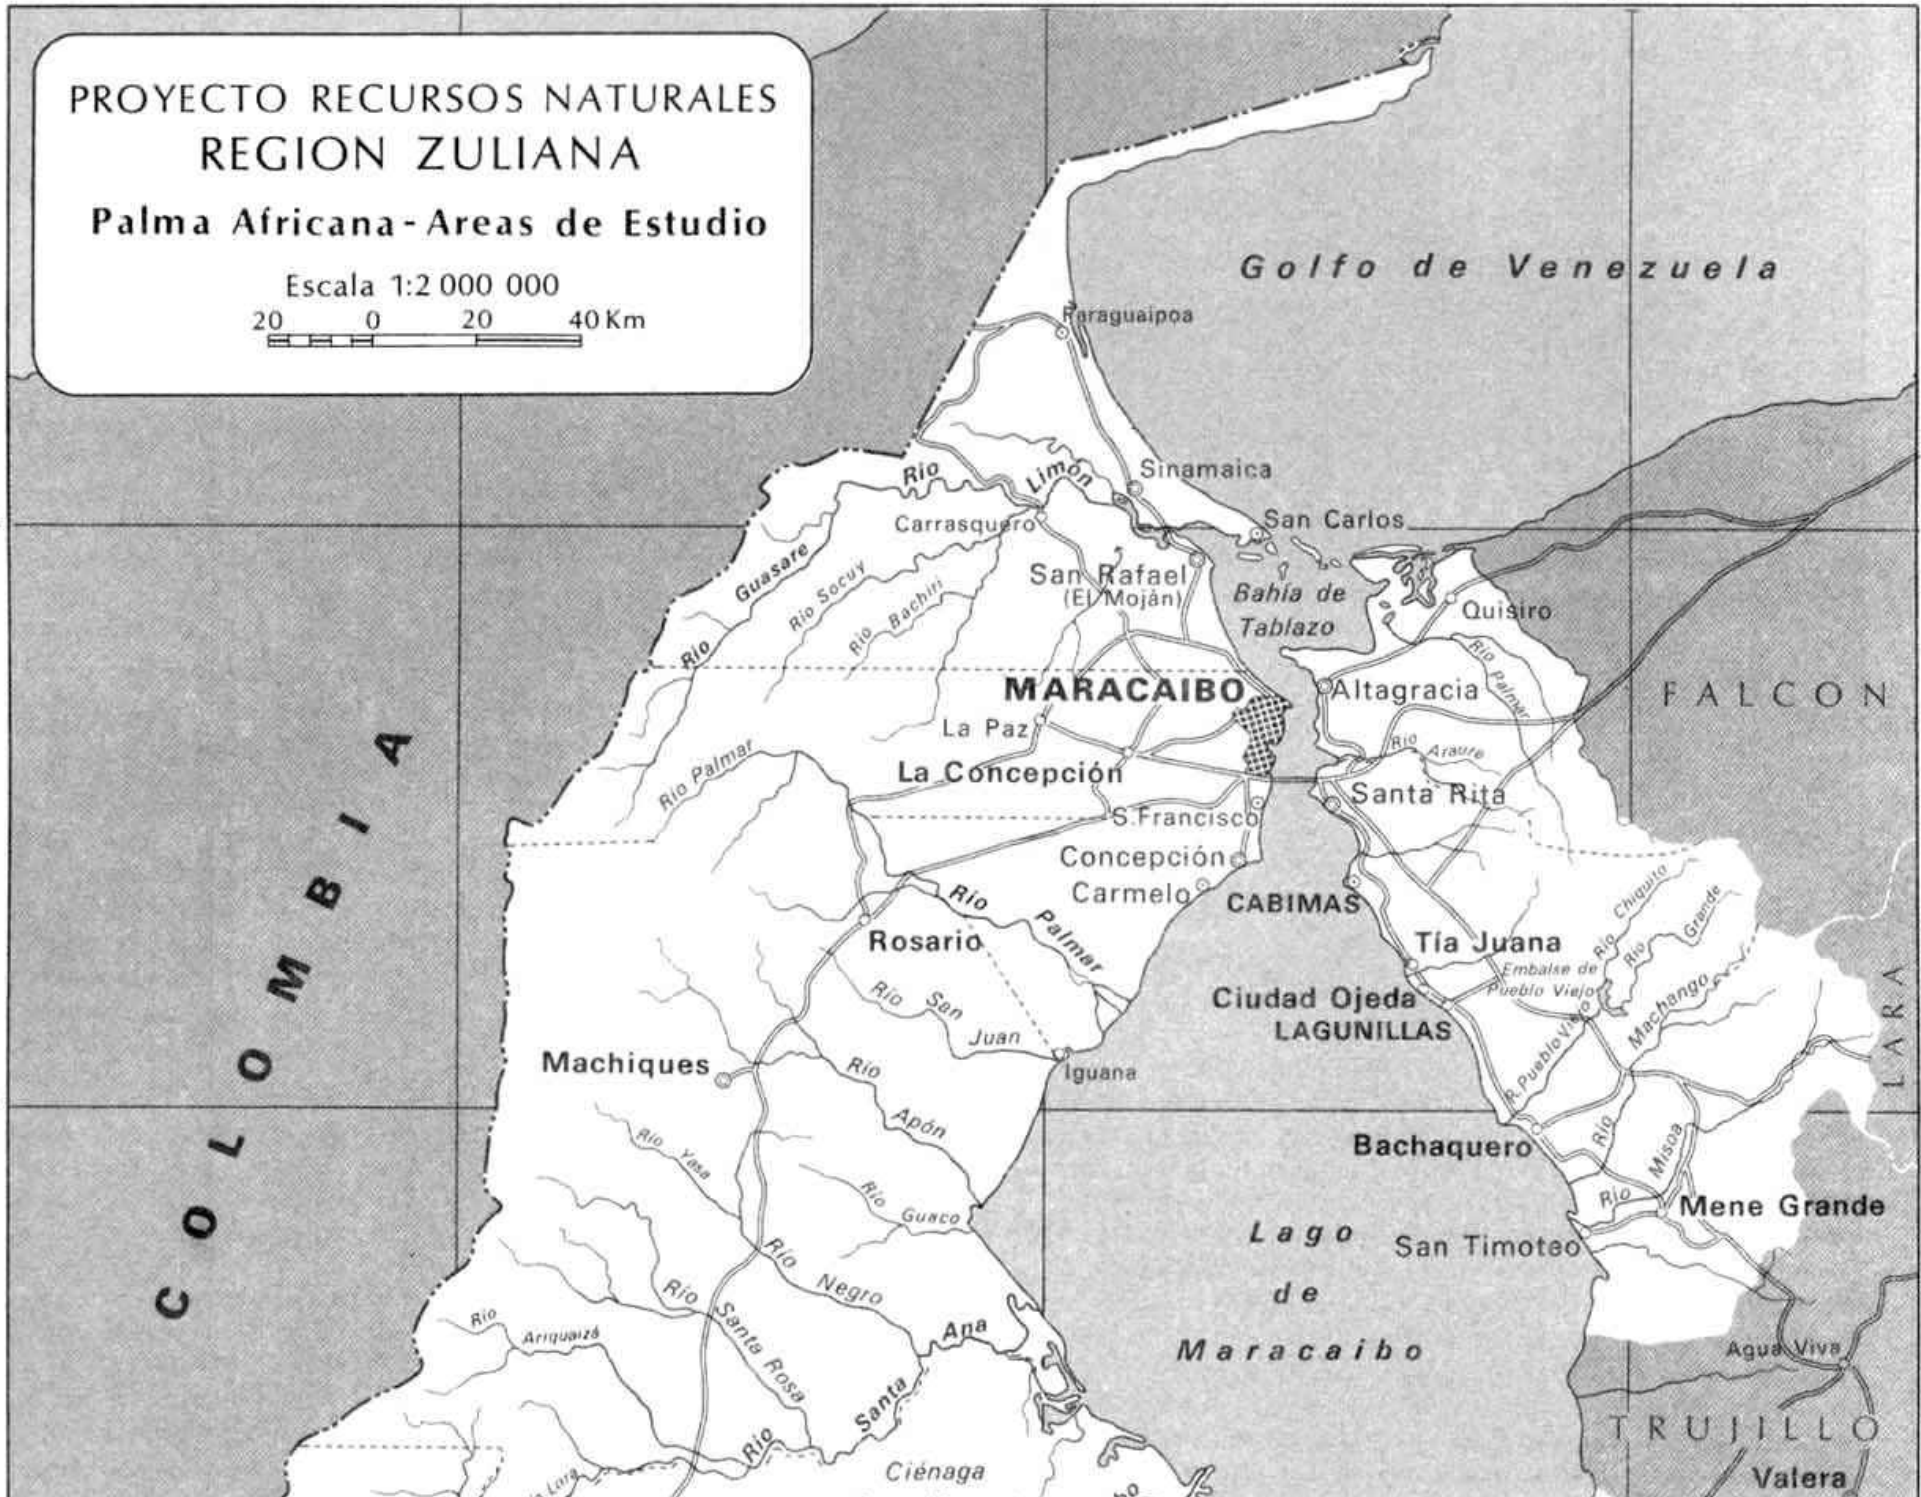 PROYECTO RECURSOS NATURALES
REGION ZULIANA
Palma Africana-Areas de Estudio
Escala 1:2 000 000
20 0 20 40 Km
Golfo de Venezuela
Paraguaipoa
Sinamaica
Río Limón
San Carlos
Carrasquero
Río Guasare
Río Socuy
Río Bachiri
San Rafael
(El Moján)
Bahía de
Tablazo
Quisiro
Río Palmar
MARACAIBO
Altagracia
FALCON
La Paz
Río Palmar
Río Araure
La Concepción
Santa Rita
S.Francisco
Concepción
Carmelo
CABIMAS
COLOMBIA
Río Palmar
Rosario
Río Chiquito
Río Grande
Tía Juana
Embalse de
Pueblo Viejo
Río San Juan
Ciudad Ojeda
LAGUNILLAS
R. Pueblo Viejo
Río Machango
LARA
Machiques
Iguana
Río Apón
Río Yasa
Bachaquero
Río Misoa
Río Guaco
Mene Grande
San Timoteo
Lago
de
Maracaibo
Río Negro
Río Santa Rosa
Río Ariguaizá
Río Santa Ana
Agua Viva
TRUJILLO
Ciénaga
Valera